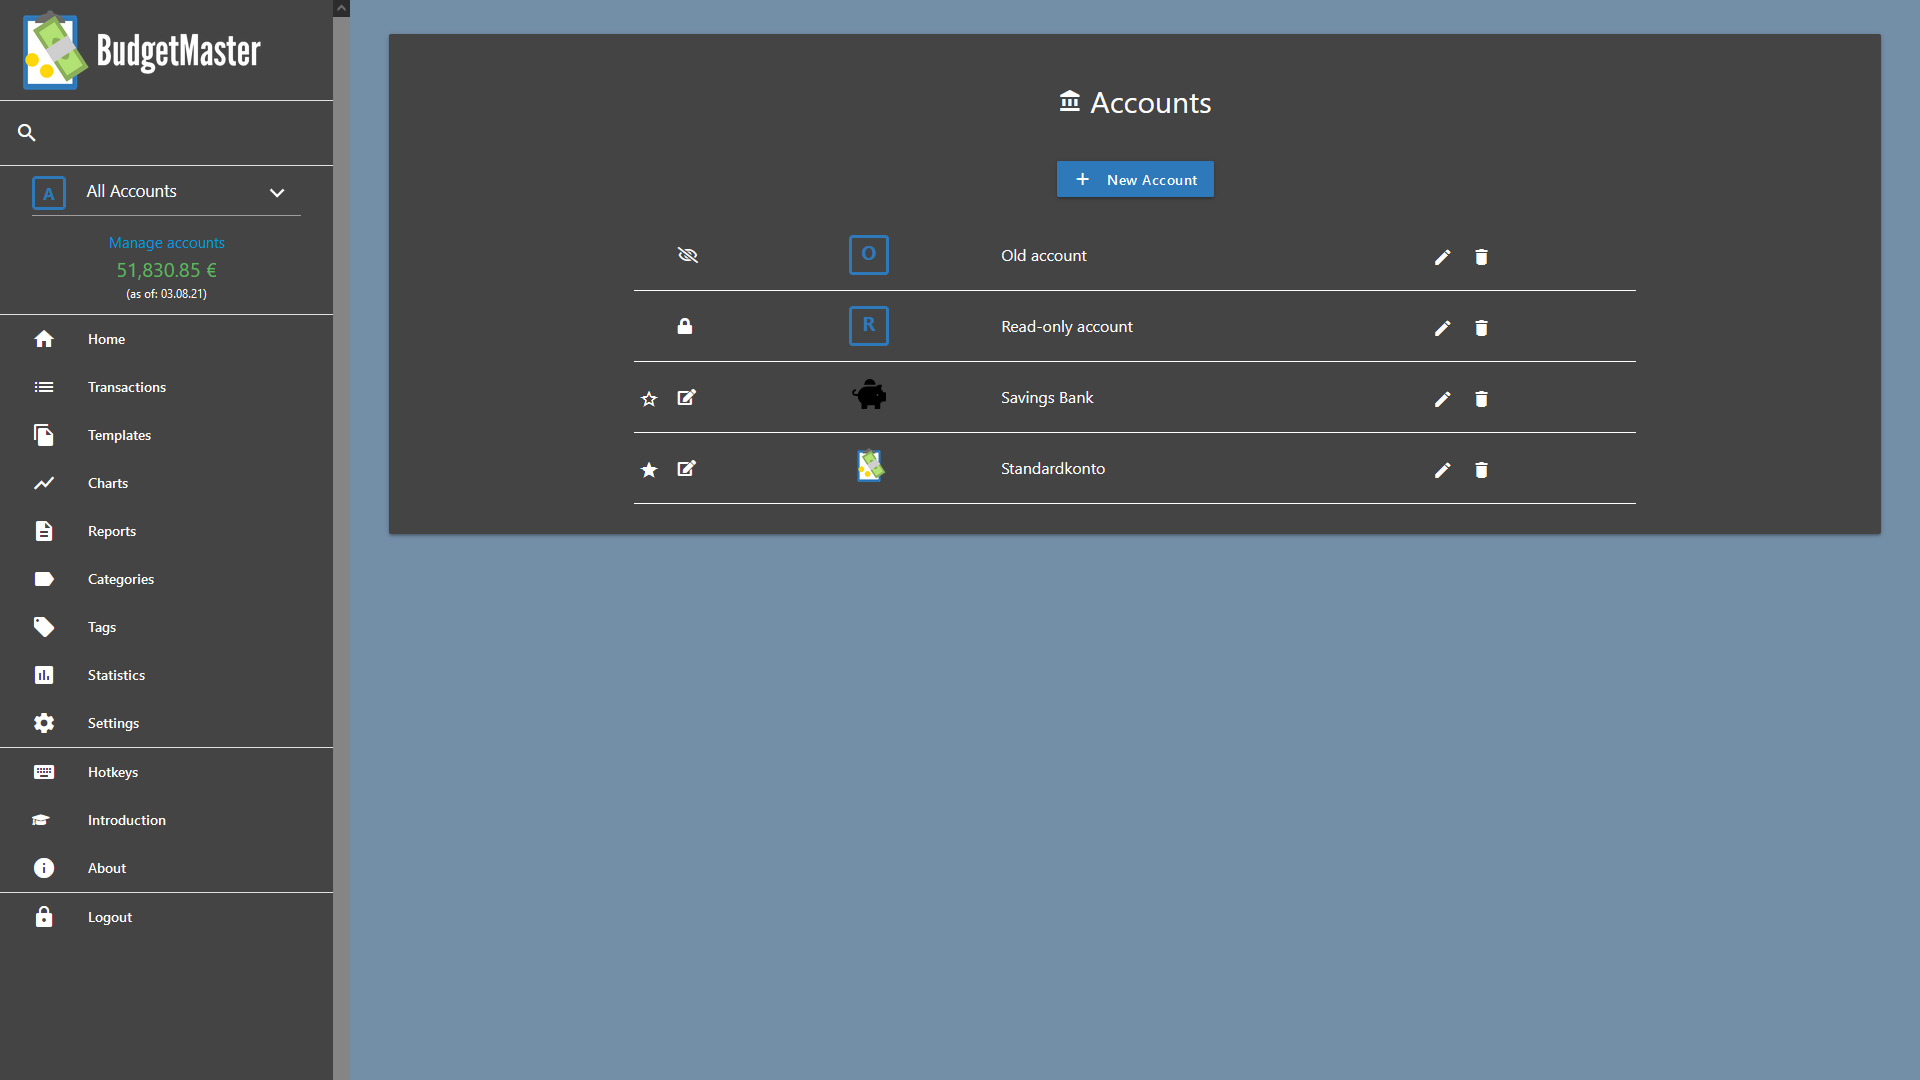 BudgetMaster
A All Accounts
Manage accounts
51,830.85 €
(as of: 03.08.21)
Home
Transactions
Templates
Charts
Reports
Categories
Tags
Statistics
Settings
Hotkeys
Introduction
About
Logout
Accounts
New Account
O Old account
R Read-only account
Savings Bank
Standardkonto